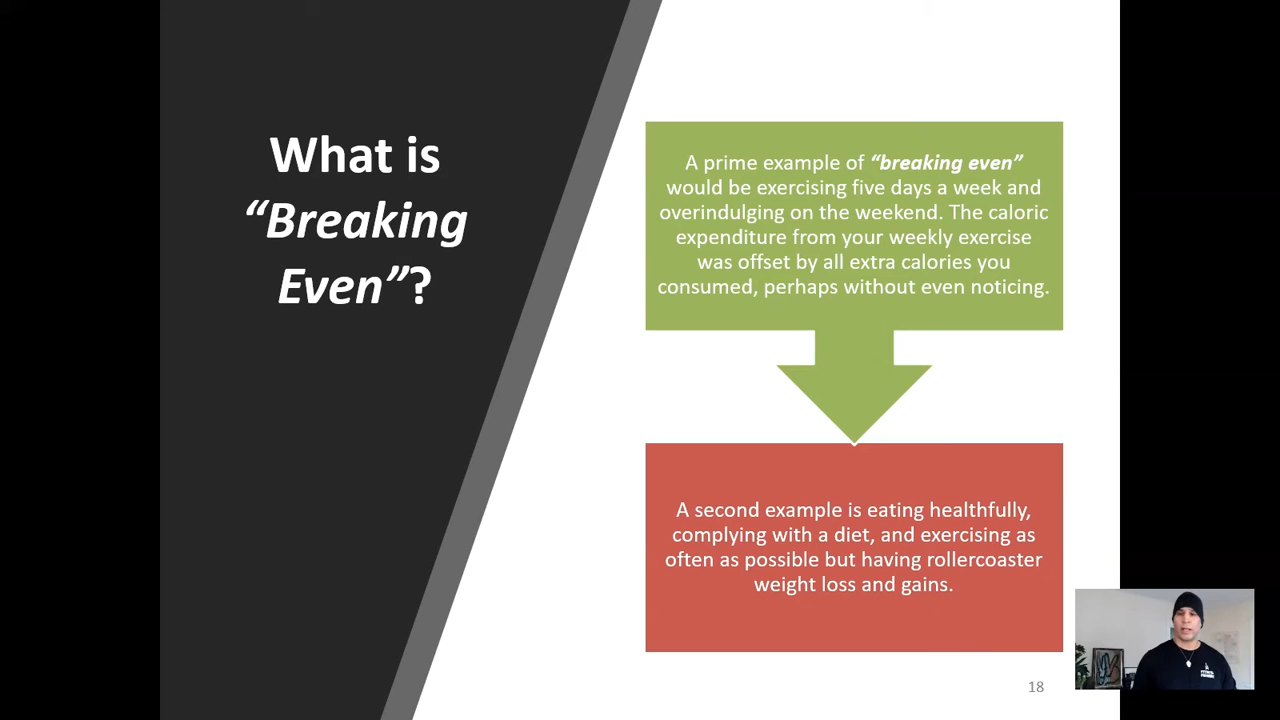 What is
“Breaking
Even”?
A prime example of “breaking even”
would be exercising five days a week and
overindulging on the weekend. The caloric
expenditure from your weekly exercise
was offset by all extra calories you
consumed, perhaps without even noticing.
A second example is eating healthfully,
complying with a diet, and exercising as
often as possible but having rollercoaster
weight loss and gains.
18